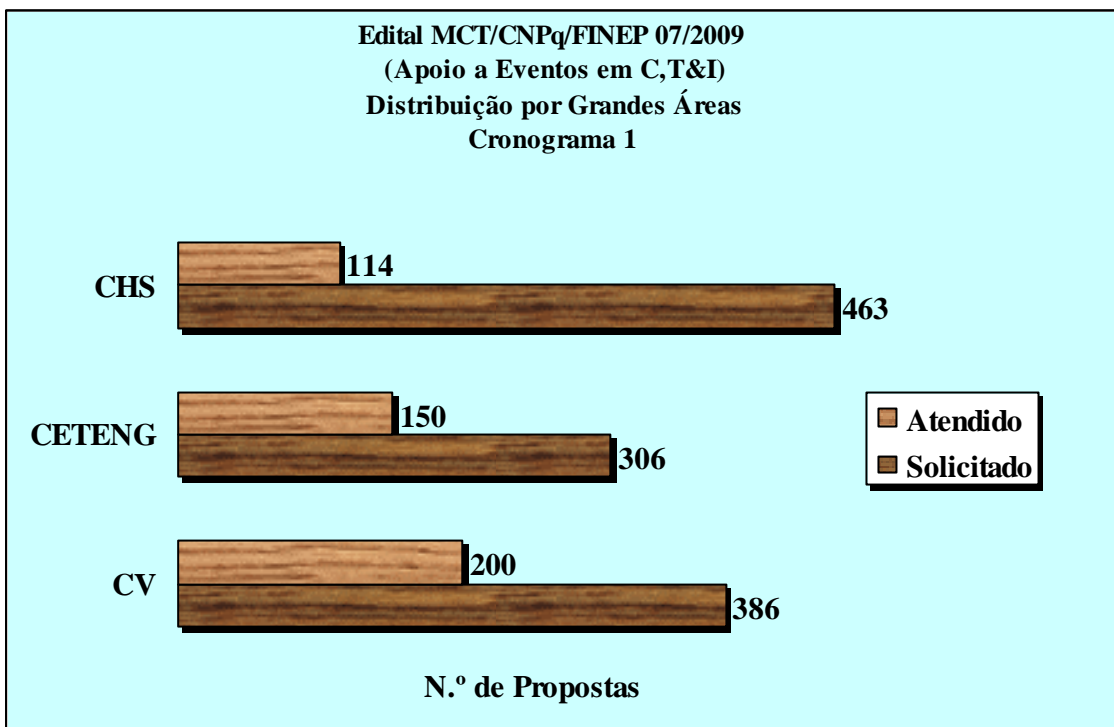 Edital MCT/CNPq/FINEP 07/2009
(Apoio a Eventos em C,T&I)
Distribuição por Grandes Áreas
Cronograma 1
CHS
114
463
CETENG
150
306
Atendido
Solicitado
CV
200
386
N.º de Propostas